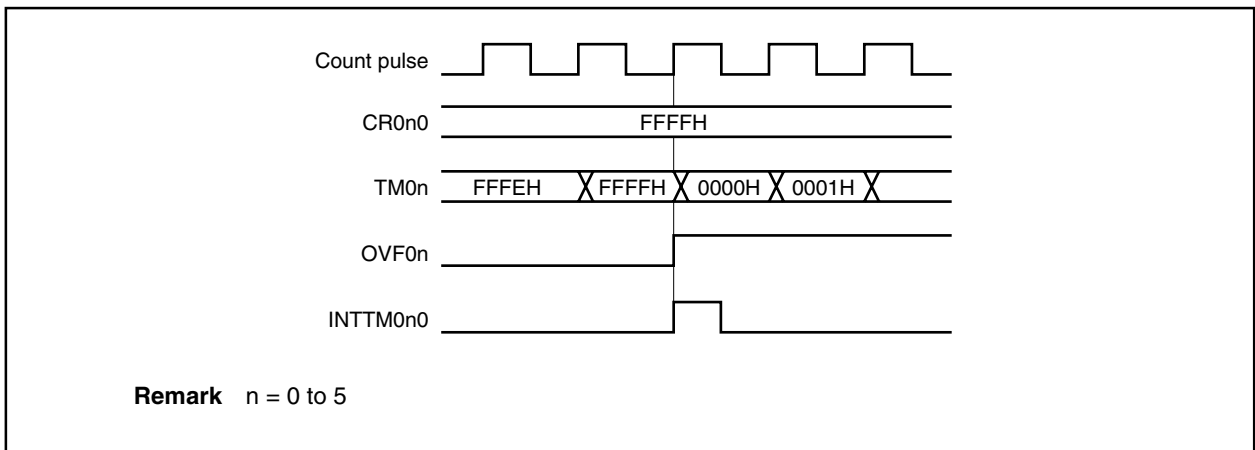 Count pulse
CR0n0
FFFFH
TM0n
FFFEH
FFFFH
0000H
0001H
OVF0n
INTTM0n0
Remark n = 0 to 5